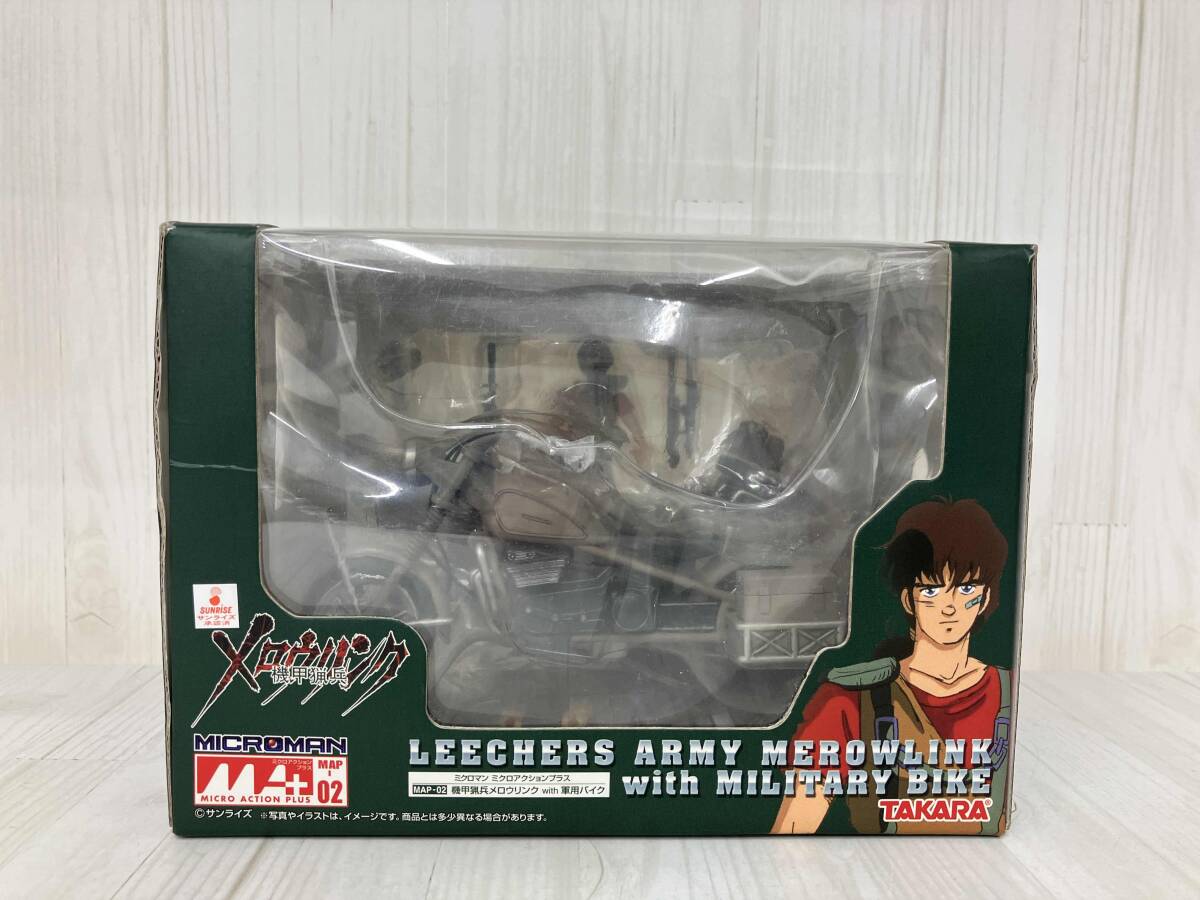 SUNRISE
サンライズ
承認済
メロウリンク
機甲猟兵
MICROMAN
ミクロアクション
プラス
MA+
MICRO ACTION PLUS
MAP
-
02
LEECHERS ARMY MEROWLINK
with MILITARY BIKE
ミクロマン ミクロアクションプラス
MAP-02 機甲猟兵メロウリンク with 軍用バイク
TAKARA®
©サンライズ ※写真やイラストは、イメージです。商品とは多少異なる場合があります。